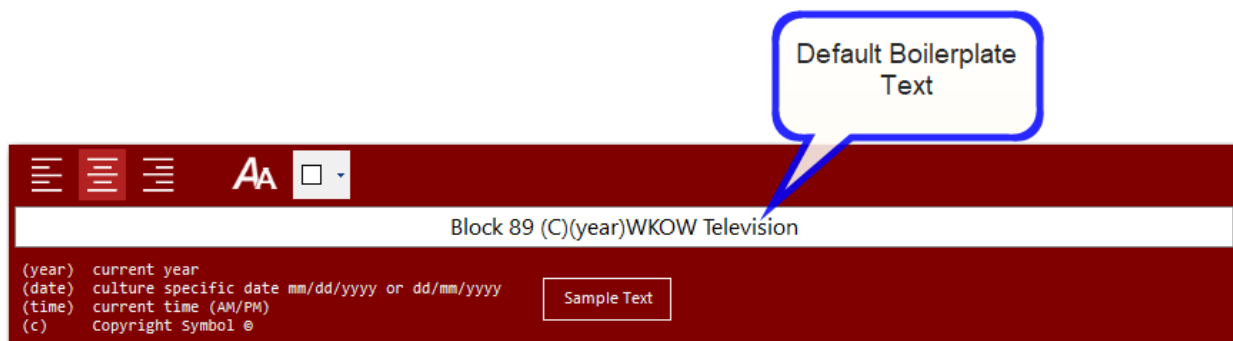 Default Boilerplate
Text
AA
Block 89 (C)(year)WKOW Television
(year) current year
(date) culture specific date mm/dd/yyyy or dd/mm/yyyy
(time) current time (AM/PM)
(c) Copyright Symbol ©
Sample Text